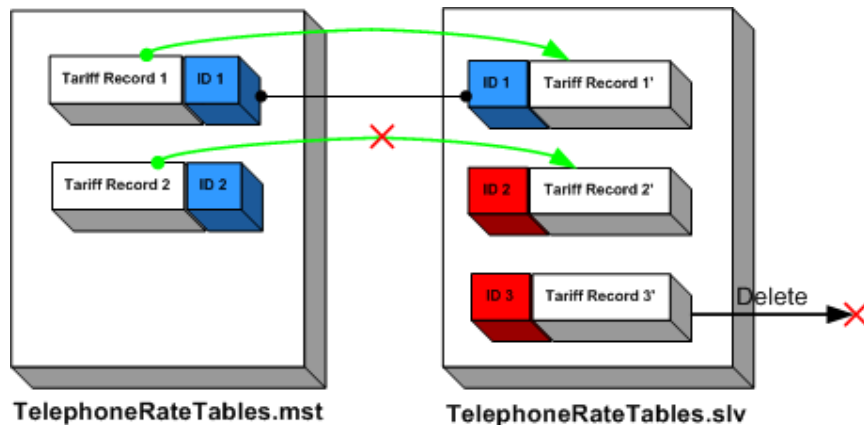 Tariff Record 1 ID 1
ID 1 Tariff Record 1'
Tariff Record 2 ID 2
ID 2 Tariff Record 2'
ID 3 Tariff Record 3'
Delete
TelephoneRateTables.mst
TelephoneRateTables.slv